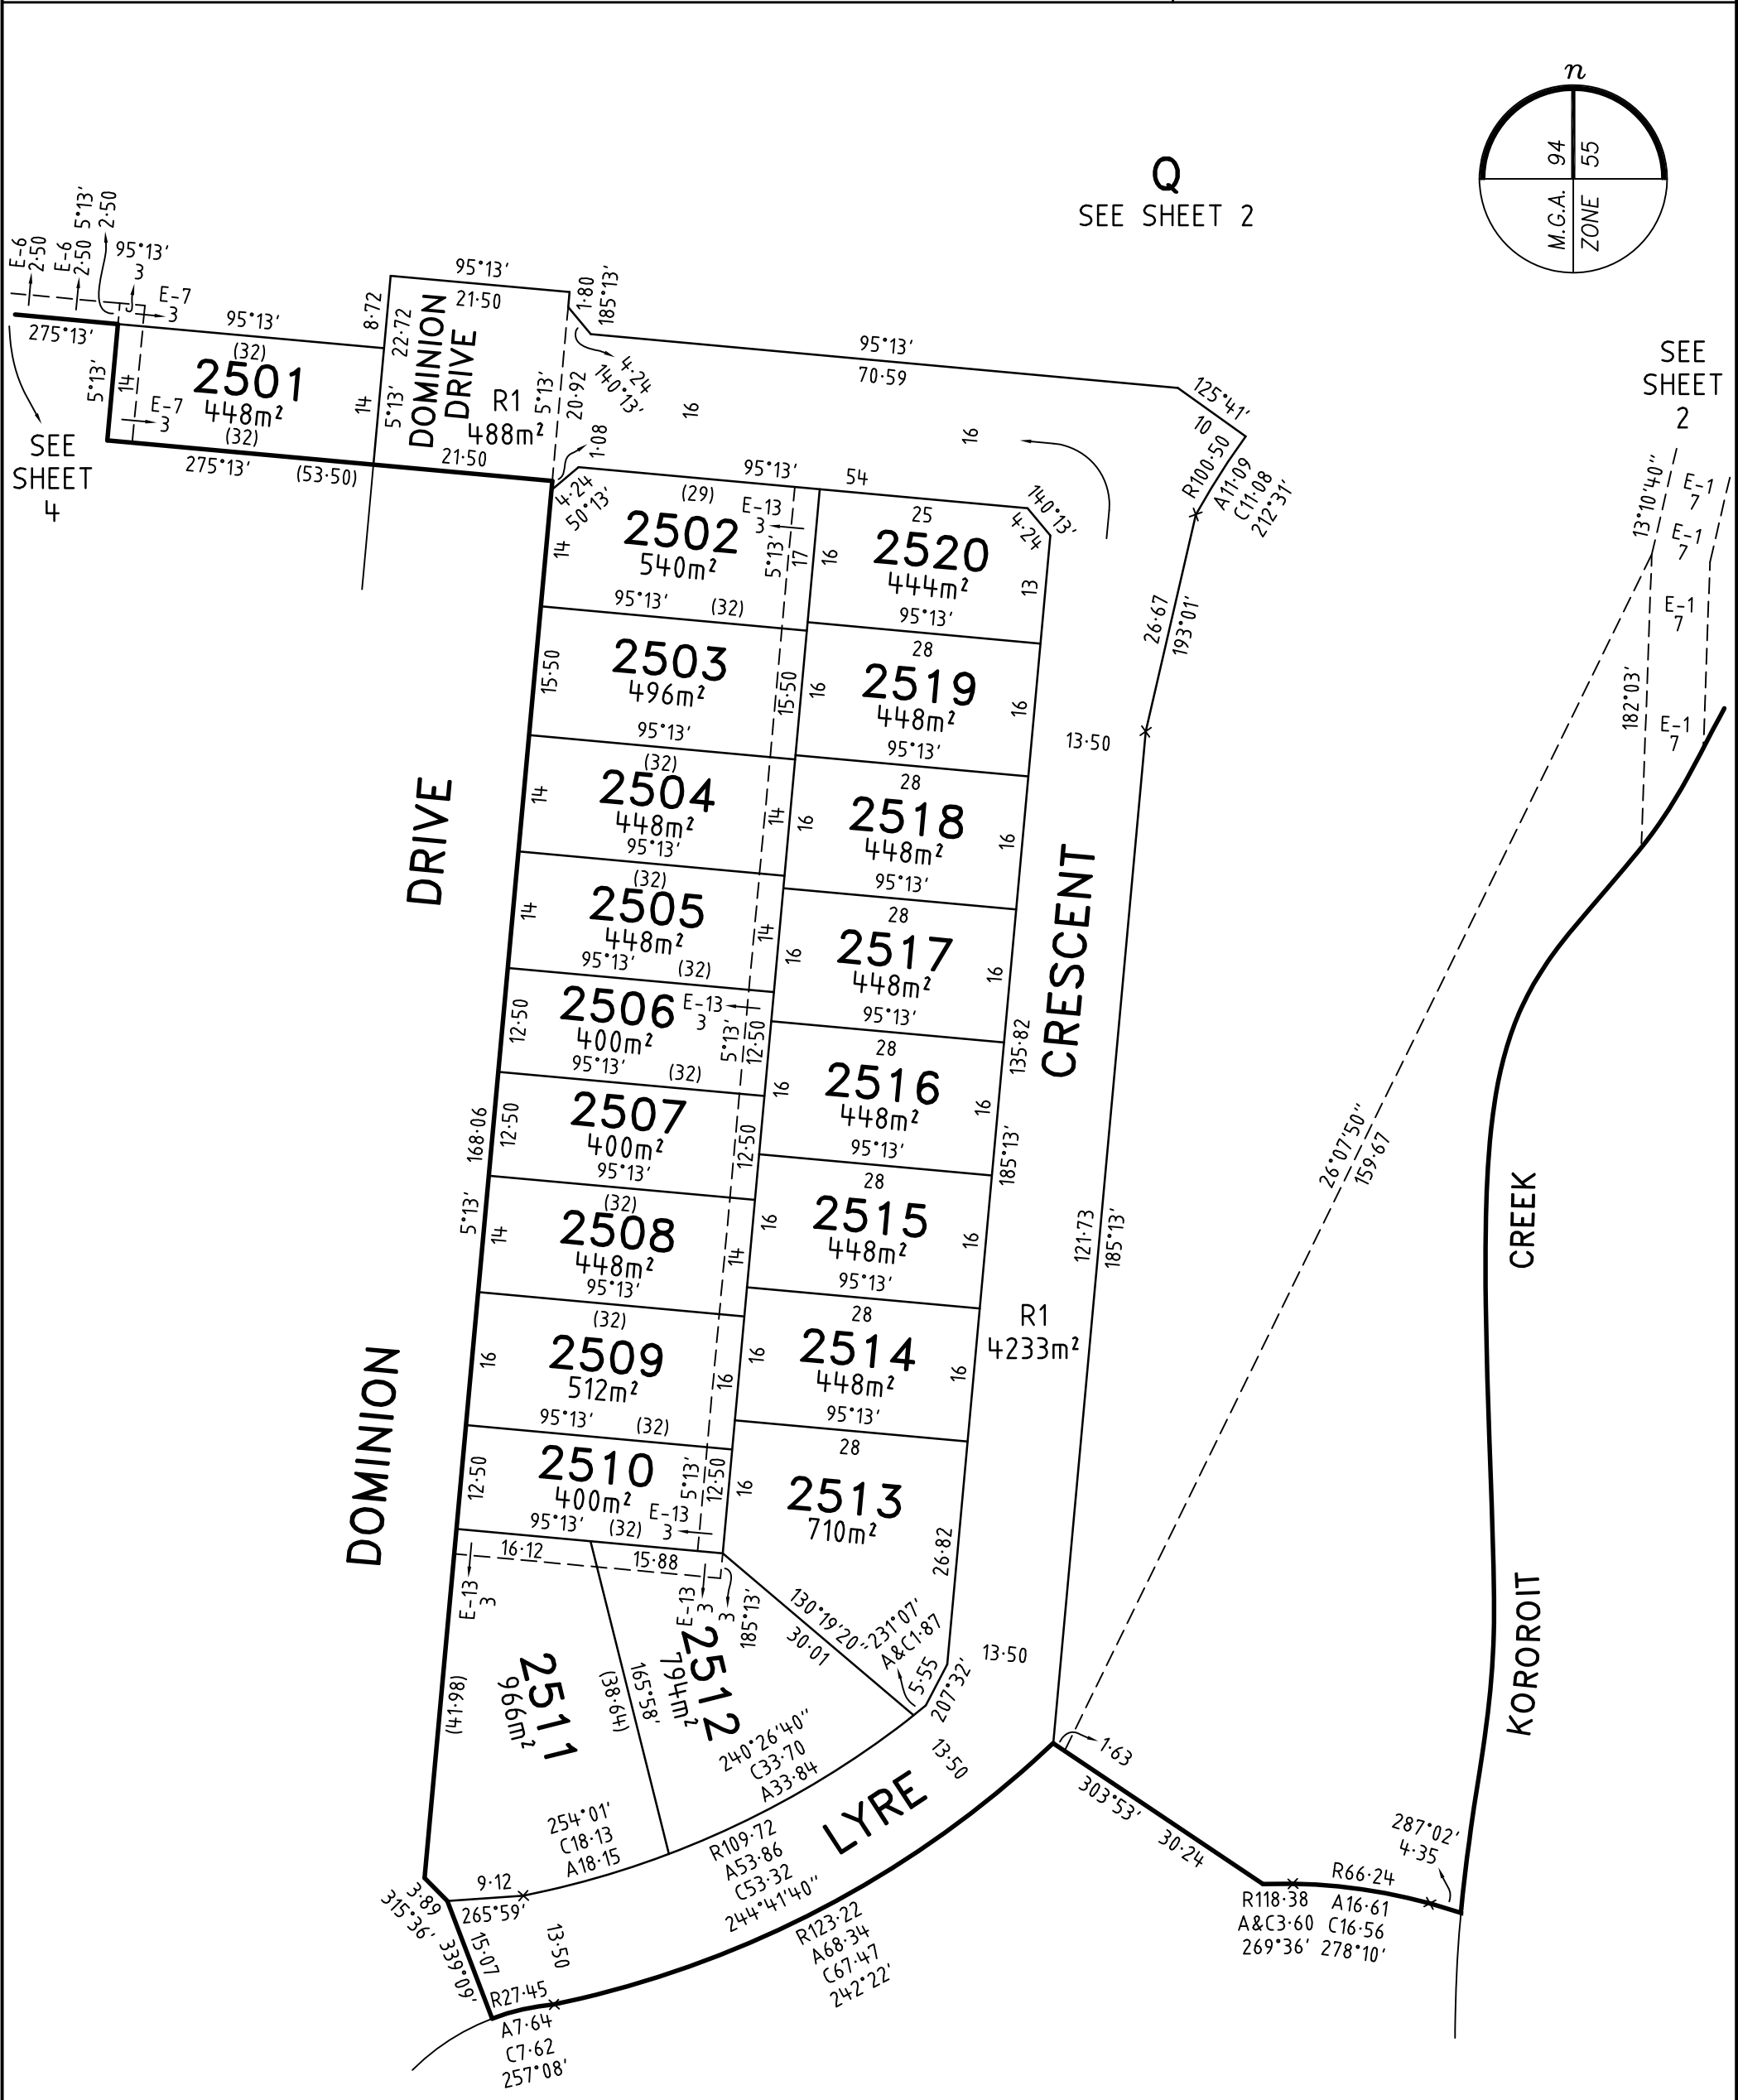 n
M.G.A. 94
ZONE 55
Q
SEE SHEET 2
E-6
2·50
E-6
2·50
5°13'
2·50
95°13'
3
E-7
3
275°13'
SEE
SHEET
4
5°13'
14
95°13'
(32)
2501
448m²
E-7
3
(32)
275°13'
(53·50)
14
8·72
22·72
5°13'
95°13'
21·50
DOMINION
DRIVE
R1
488m²
21·50
5°13'
20·92
1·80
185°13'
4·24
140°13'
1·08
4·24
50°13'
16
95°13'
70·59
16
125°41'
10
R100·50
A11·09
C11·08
212°31'
26·67
193°01'
13·50
95°13'
54
140°13'
4·24
(29)
E-13
3
2502
540m²
14
5°13'
17
95°13'
(32)
15·50
2503
496m²
15·50
95°13'
(32)
14
2504
448m²
14
95°13'
(32)
14
2505
448m²
14
95°13'
(32)
12·50
2506
400m²
E-13
3
5°13'
12·50
95°13'
(32)
12·50
2507
400m²
12·50
95°13'
(32)
14
2508
448m²
14
95°13'
(32)
16
2509
512m²
16
95°13'
(32)
12·50
2510
400m²
5°13'
12·50
E-13
3
95°13'
(32)
168·06
5°13'
DOMINION
DRIVE
25
16
2520
444m²
13
95°13'
28
16
2519
448m²
16
95°13'
28
16
2518
448m²
16
95°13'
28
16
2517
448m²
16
95°13'
28
16
2516
448m²
16
95°13'
28
16
2515
448m²
16
95°13'
28
16
2514
448m²
16
95°13'
28
16
2513
710m²
26·82
135·82
185°13'
CRESCENT
R1
4233m²
121·73
185°13'
16·12
15·88
E-13
3
E-13
3
3
185°13'
2511
966m²
(41·98)
(38·64)
165°58'
2512
794m²
130°19'20"
30·01
231°07'
A&C1·87
5·55
207°32'
13·50
240°26'40"
C33·70
A33·84
13·50
254°01'
C18·13
A18·15
LYRE
R109·72
A53·86
C53·32
244°41'40"
R123·22
A68·34
C67·47
242°22'
3·89
315°36'
9·12
265°59'
15·07
339°09'
13·50
R27·45
A7·64
C7·62
257°08'
1·63
303°53'
30·24
287°02'
4·35
R66·24
A16·61
C16·56
278°10'
R118·38
A&C3·60
269°36'
26°07'50"
159·67
SEE
SHEET
2
13°10'40"
E-1
7
E-1
7
E-1
7
182°03'
E-1
7
KOROROIT
CREEK